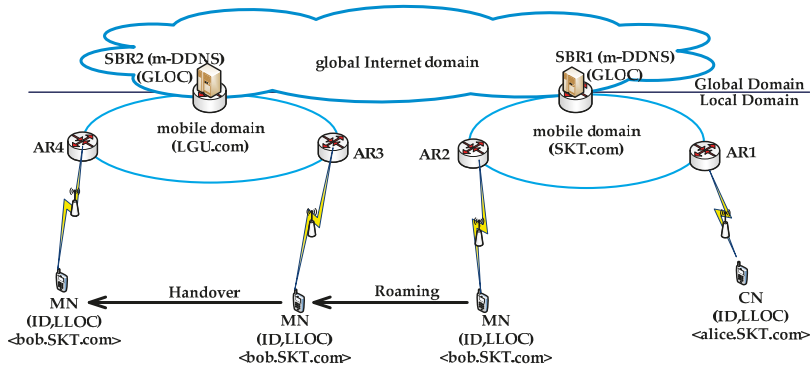 SBR2 (m-DDNS)
(GLOC)
global Internet domain
SBR1 (m-DDNS)
(GLOC)
Global Domain
Local Domain
mobile domain
(LGU.com)
mobile domain
(SKT.com)
AR4
AR3
AR2
AR1
Handover
Roaming
MN
(ID,LLOC)
<bob.SKT.com>
MN
(ID,LLOC)
<bob.SKT.com>
MN
(ID,LLOC)
<bob.SKT.com>
CN
(ID,LLOC)
<alice.SKT.com>